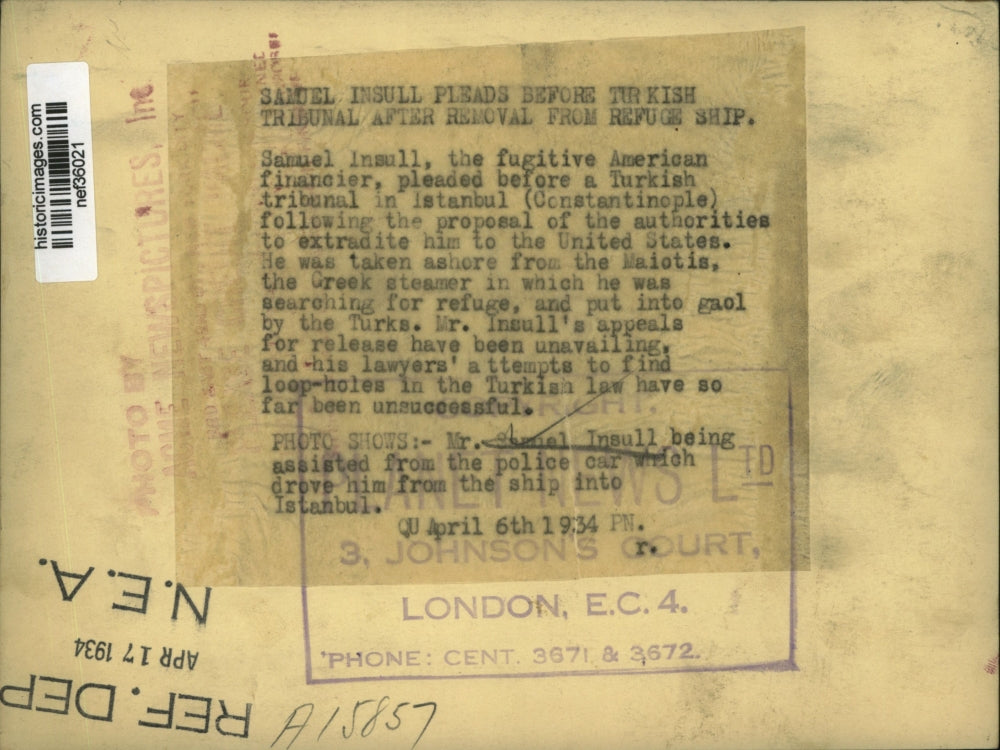 historicimages.com
nef36021
PHOTO BY
ACME NEWSPICTURES, Inc
SAMUEL INSULL PLEADS BEFORE TURKISH
TRIBUNAL AFTER REMOVAL FROM REFUGE SHIP.
Samuel Insull, the fugitive American
financier, pleaded before a Turkish
tribunal in Istanbul (Constantinople)
following the proposal of the authorities
to extradite him to the United States.
He was taken ashore from the Maiotis,
the Greek steamer in which he was
searching for refuge, and put into gaol
by the Turks. Mr. Insull's appeals
for release have been unavailing,
and his lawyers' attempts to find
loop-holes in the Turkish law have so
far been unsuccessful.
PHOTO SHOWS:- Mr. Samuel Insull being
assisted from the police car which
drove him from the ship into
Istanbul.
QU April 6th 1934 PN.
r.
COPYRIGHT,
PLANET NEWS LTD
3, JOHNSON'S COURT,
LONDON, E.C.4.
'PHONE: CENT. 3671 & 3672.
REF. DEP
APR 17 1934
N.E.A.
A15857